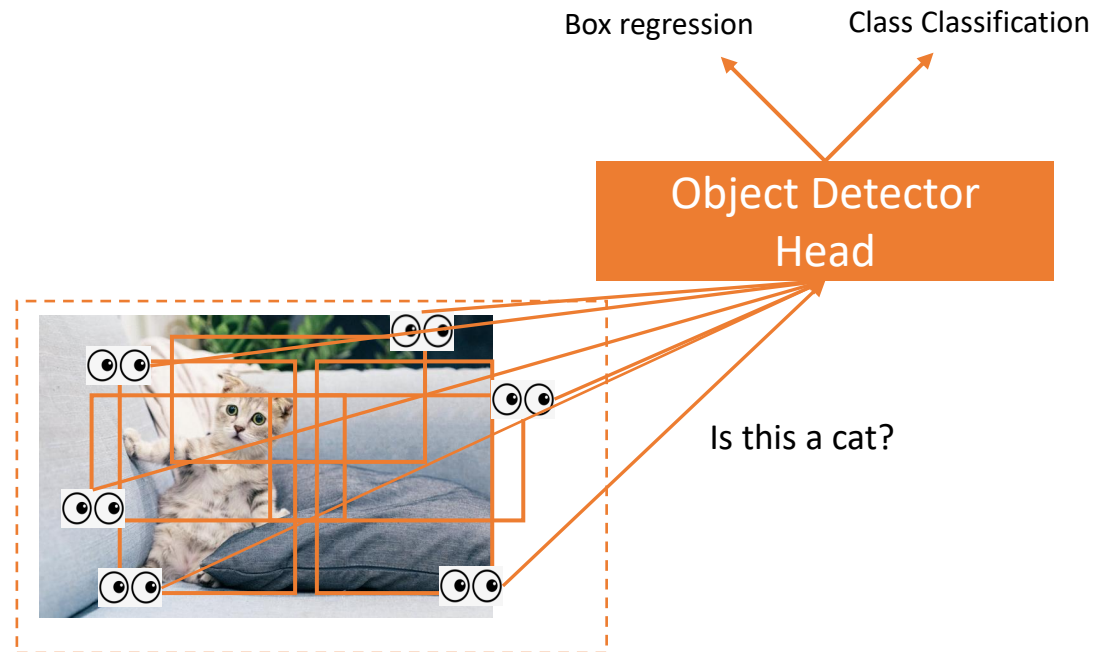 Box regression
Class Classification
Object Detector
Head
Is this a cat?